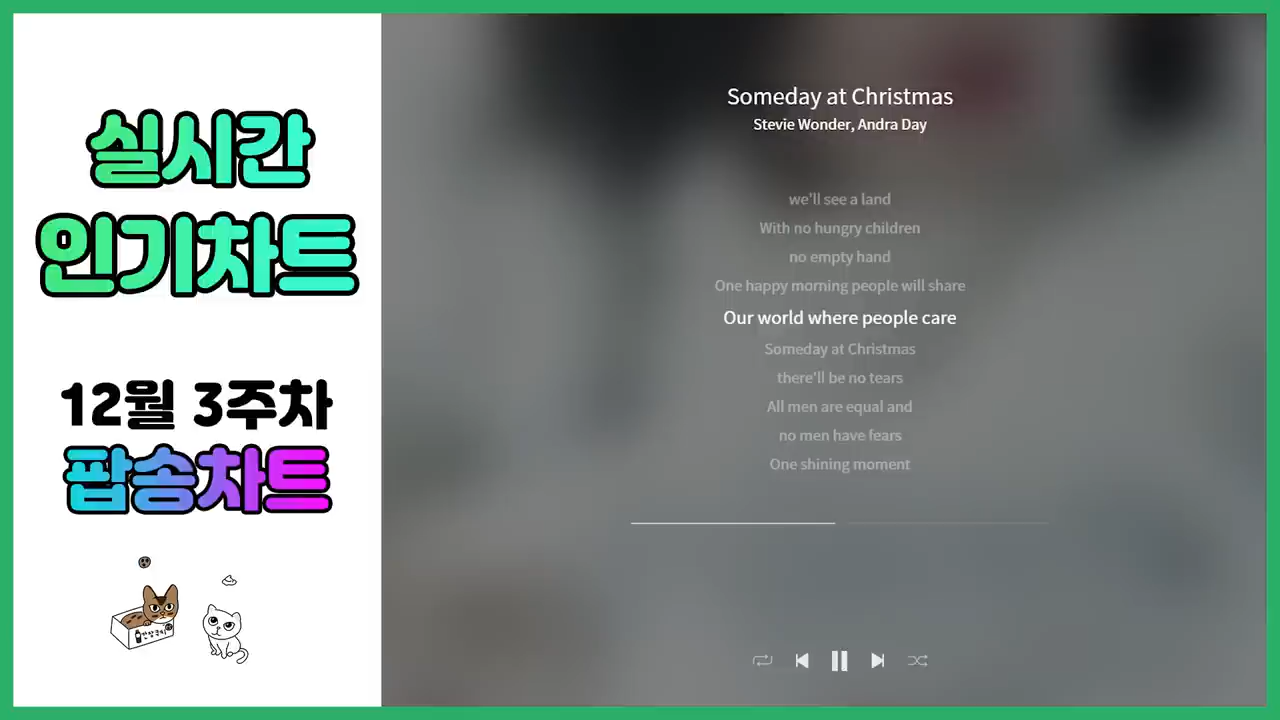 실시간
인기차트
12월 3주차
팝송차트
Someday at Christmas
Stevie Wonder, Andra Day
we'll see a land
With no hungry children
no empty hand
One happy morning people will share
Our world where people care
Someday at Christmas
there'll be no tears
All men are equal and
no men have fears
One shining moment